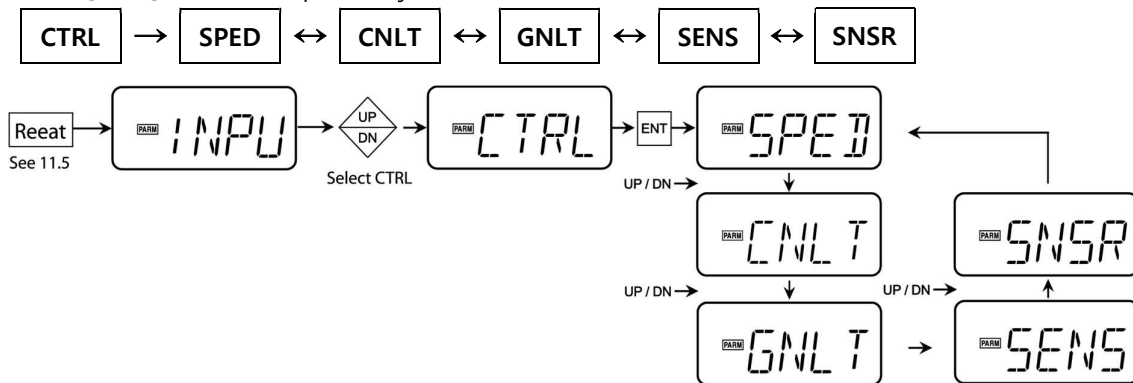 CTRL → SPED ↔ CNLT ↔ GNLT ↔ SENS ↔ SNSR
Reeat
See 11.5
PARM INPU
UP
DN
Select CTRL
PARM CTRL
ENT
PARM SPED
UP / DN
PARM CNLT
UP / DN
PARM GNLT
PARM SENS
UP / DN
PARM SNSR